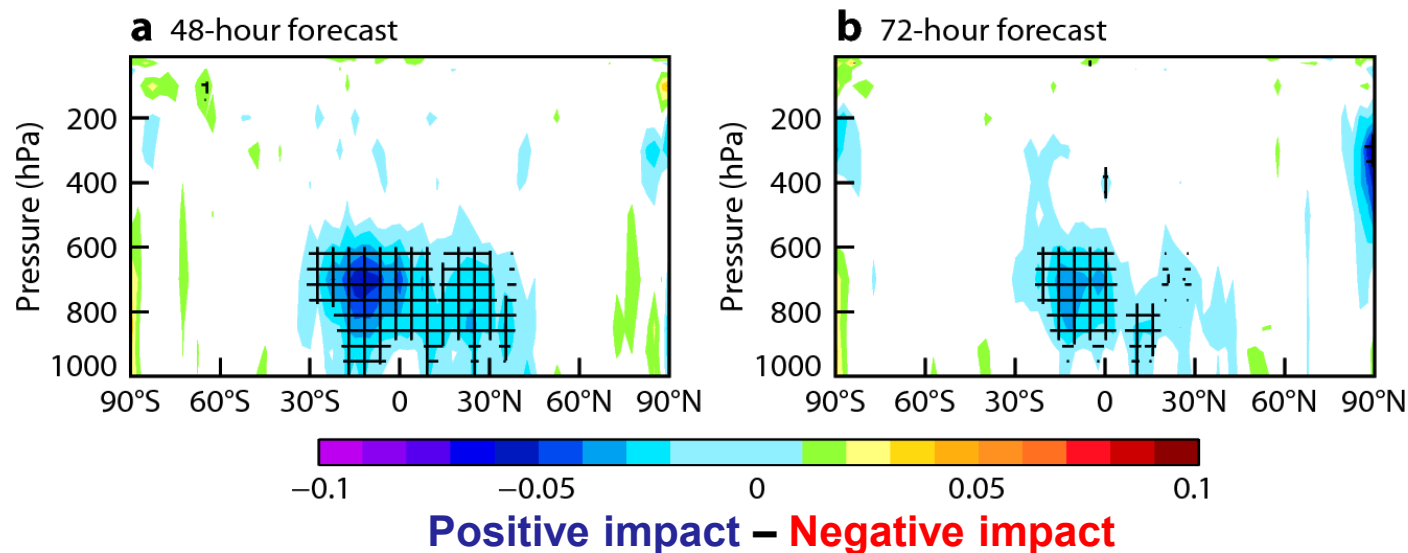 a 48-hour forecast
b 72-hour forecast
Pressure (hPa)
200
400
600
800
1000
90°S 60°S 30°S 0 30°N 60°N 90°N
Pressure (hPa)
200
400
600
800
1000
90°S 60°S 30°S 0 30°N 60°N 90°N
−0.1 −0.05 0 0.05 0.1
Positive impact – Negative impact